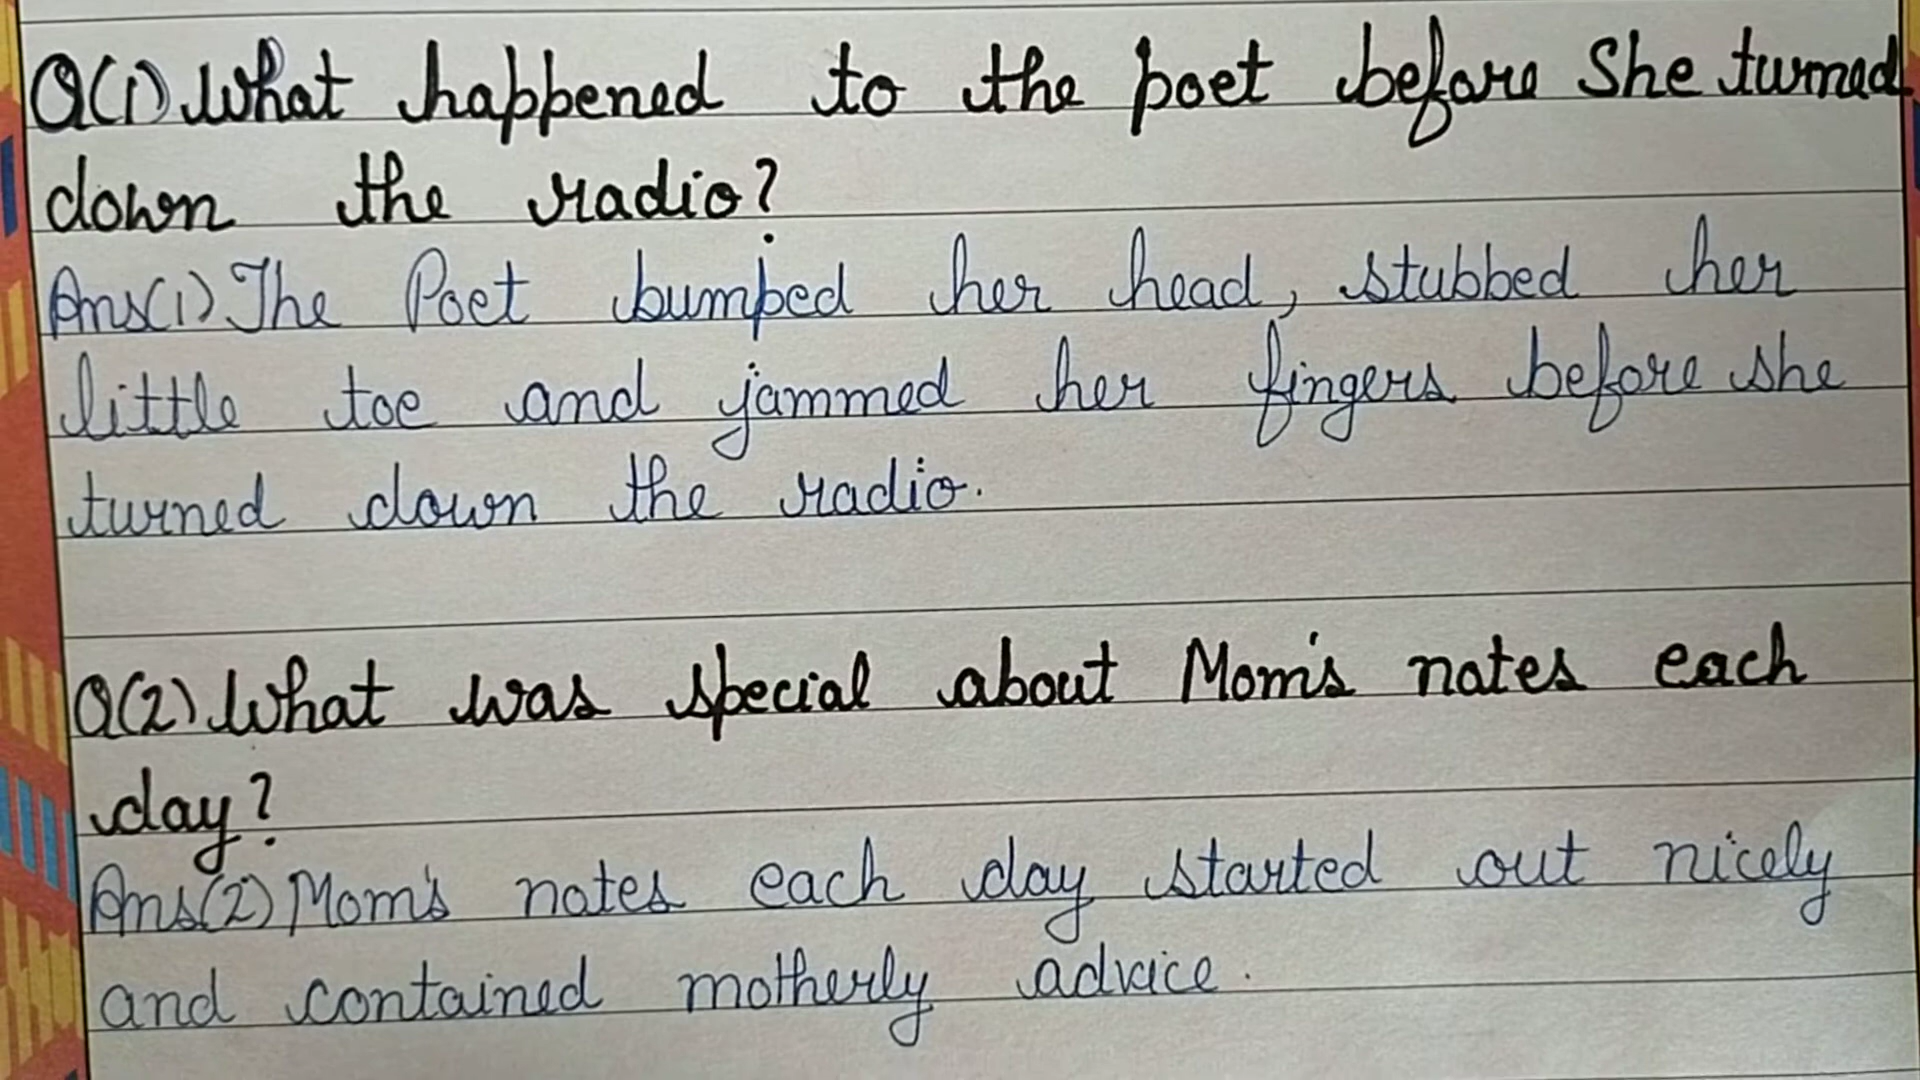 Q(1) What happened to the poet before She turned
down the radio?
Ans(1) The Poet bumped her head, stubbed her
little toe and jammed her fingers before she
turned down the radio.
Q(2) What was special about Mom's notes each
day?
Ans(2) Mom's notes each day started out nicely
and contained motherly advice.